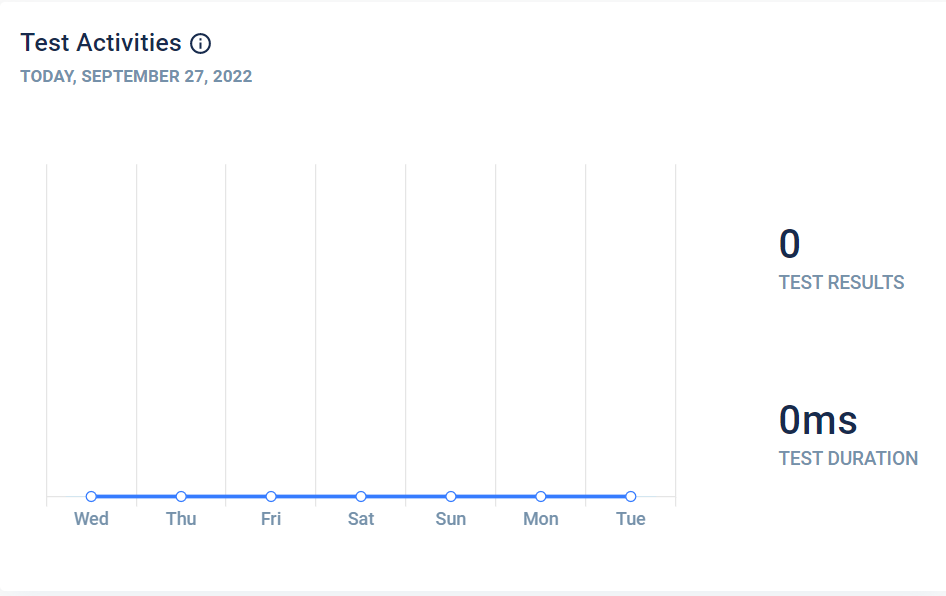 Test Activities
TODAY, SEPTEMBER 27, 2022
0
TEST RESULTS
0ms
TEST DURATION
Wed Thu Fri Sat Sun Mon Tue